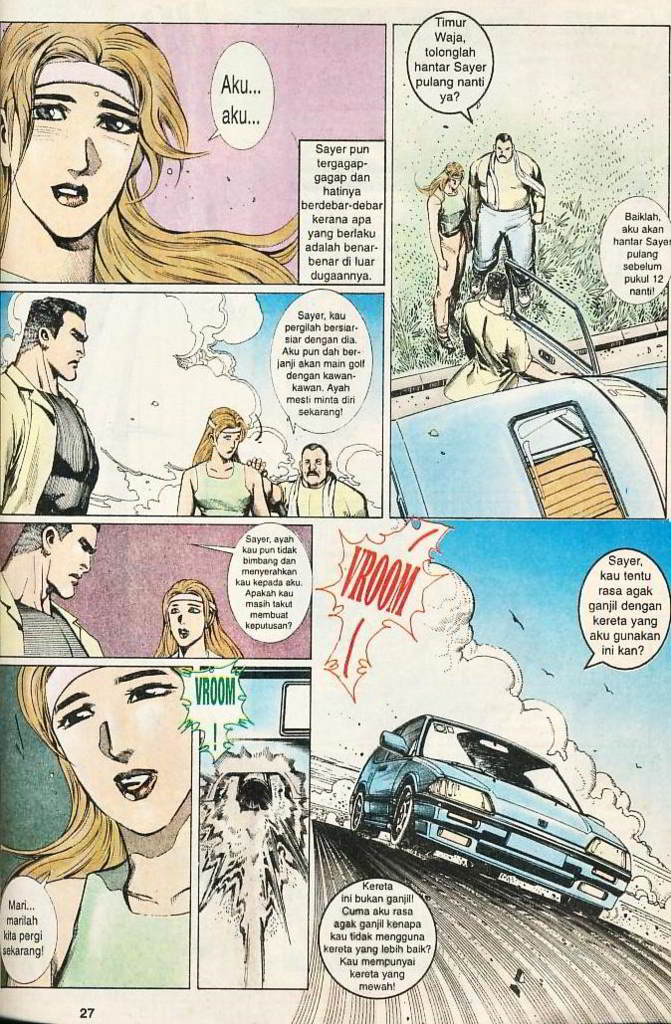 Aku...
aku...
Sayer pun
tergagap-
gagap dan
hatinya
berdebar-debar
kerana apa
yang berlaku
adalah benar-
benar di luar
dugaannya.
Timur
Waja,
tolonglah
hantar Sayer
pulang nanti
ya?
Baiklah,
aku akan
hantar Sayer
pulang
sebelum
pukul 12
nanti!
Sayer, kau
pergilah bersiar-
siar dengan dia.
Aku pun dah ber-
janji akan main golf
dengan kawan-
kawan. Ayah
mesti minta diri
sekarang!
Sayer, ayah
kau pun tidak
bimbang dan
menyerahkan
kau kepada aku.
Apakah kau
masih takut
membuat
keputusan?
Mari...
marilah
kita pergi
sekarang!
VROOM
!
VROOM
!
Sayer,
kau tentu
rasa agak
ganjil dengan
kereta yang
aku gunakan
ini kan?
Kereta
ini bukan ganjil!
Cuma aku rasa
agak ganjil kenapa
kau tidak mengguna
kereta yang lebih baik?
Kau mempunyai
kereta yang
mewah!
27